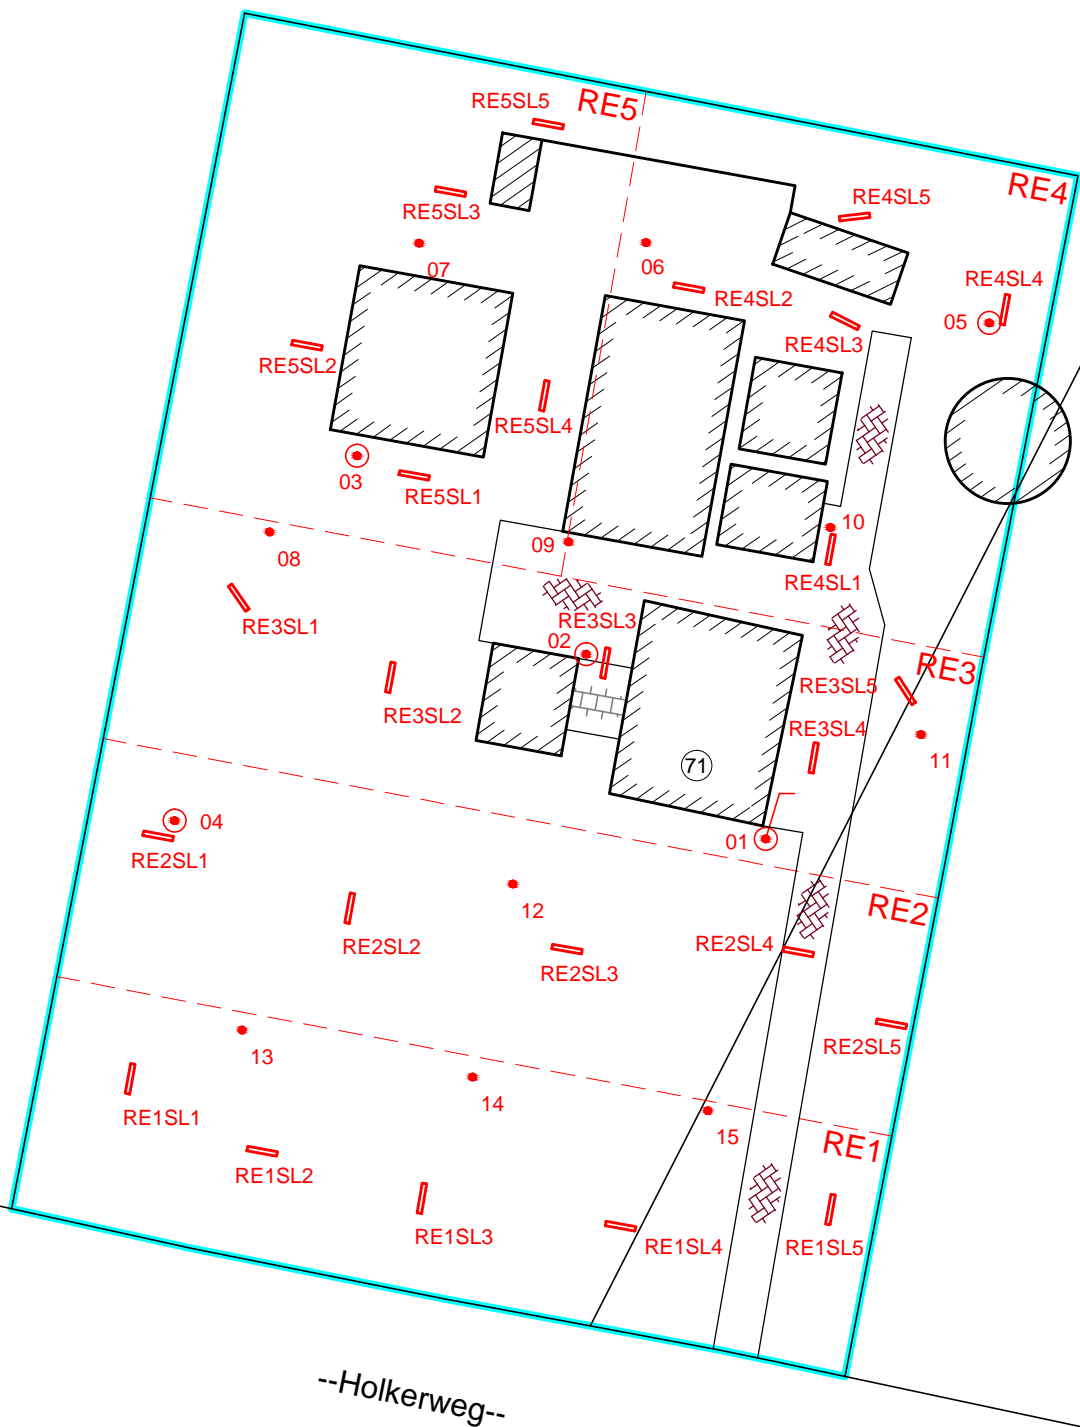 RE5SL5
RE5
RE4
RE5SL3
RE4SL5
07
06
RE4SL4
RE4SL2
05
RE4SL3
RE5SL2
RE5SL4
03
RE5SL1
10
09
08
RE4SL1
RE3SL1
RE3SL3
02
RE3
RE3SL5
RE3SL2
RE3SL4
11
71
04
01
RE2SL1
12
RE2
RE2SL2
RE2SL4
RE2SL3
13
RE2SL5
14
RE1SL1
15
RE1
RE1SL2
RE1SL3
RE1SL4
RE1SL5
--Holkerweg--